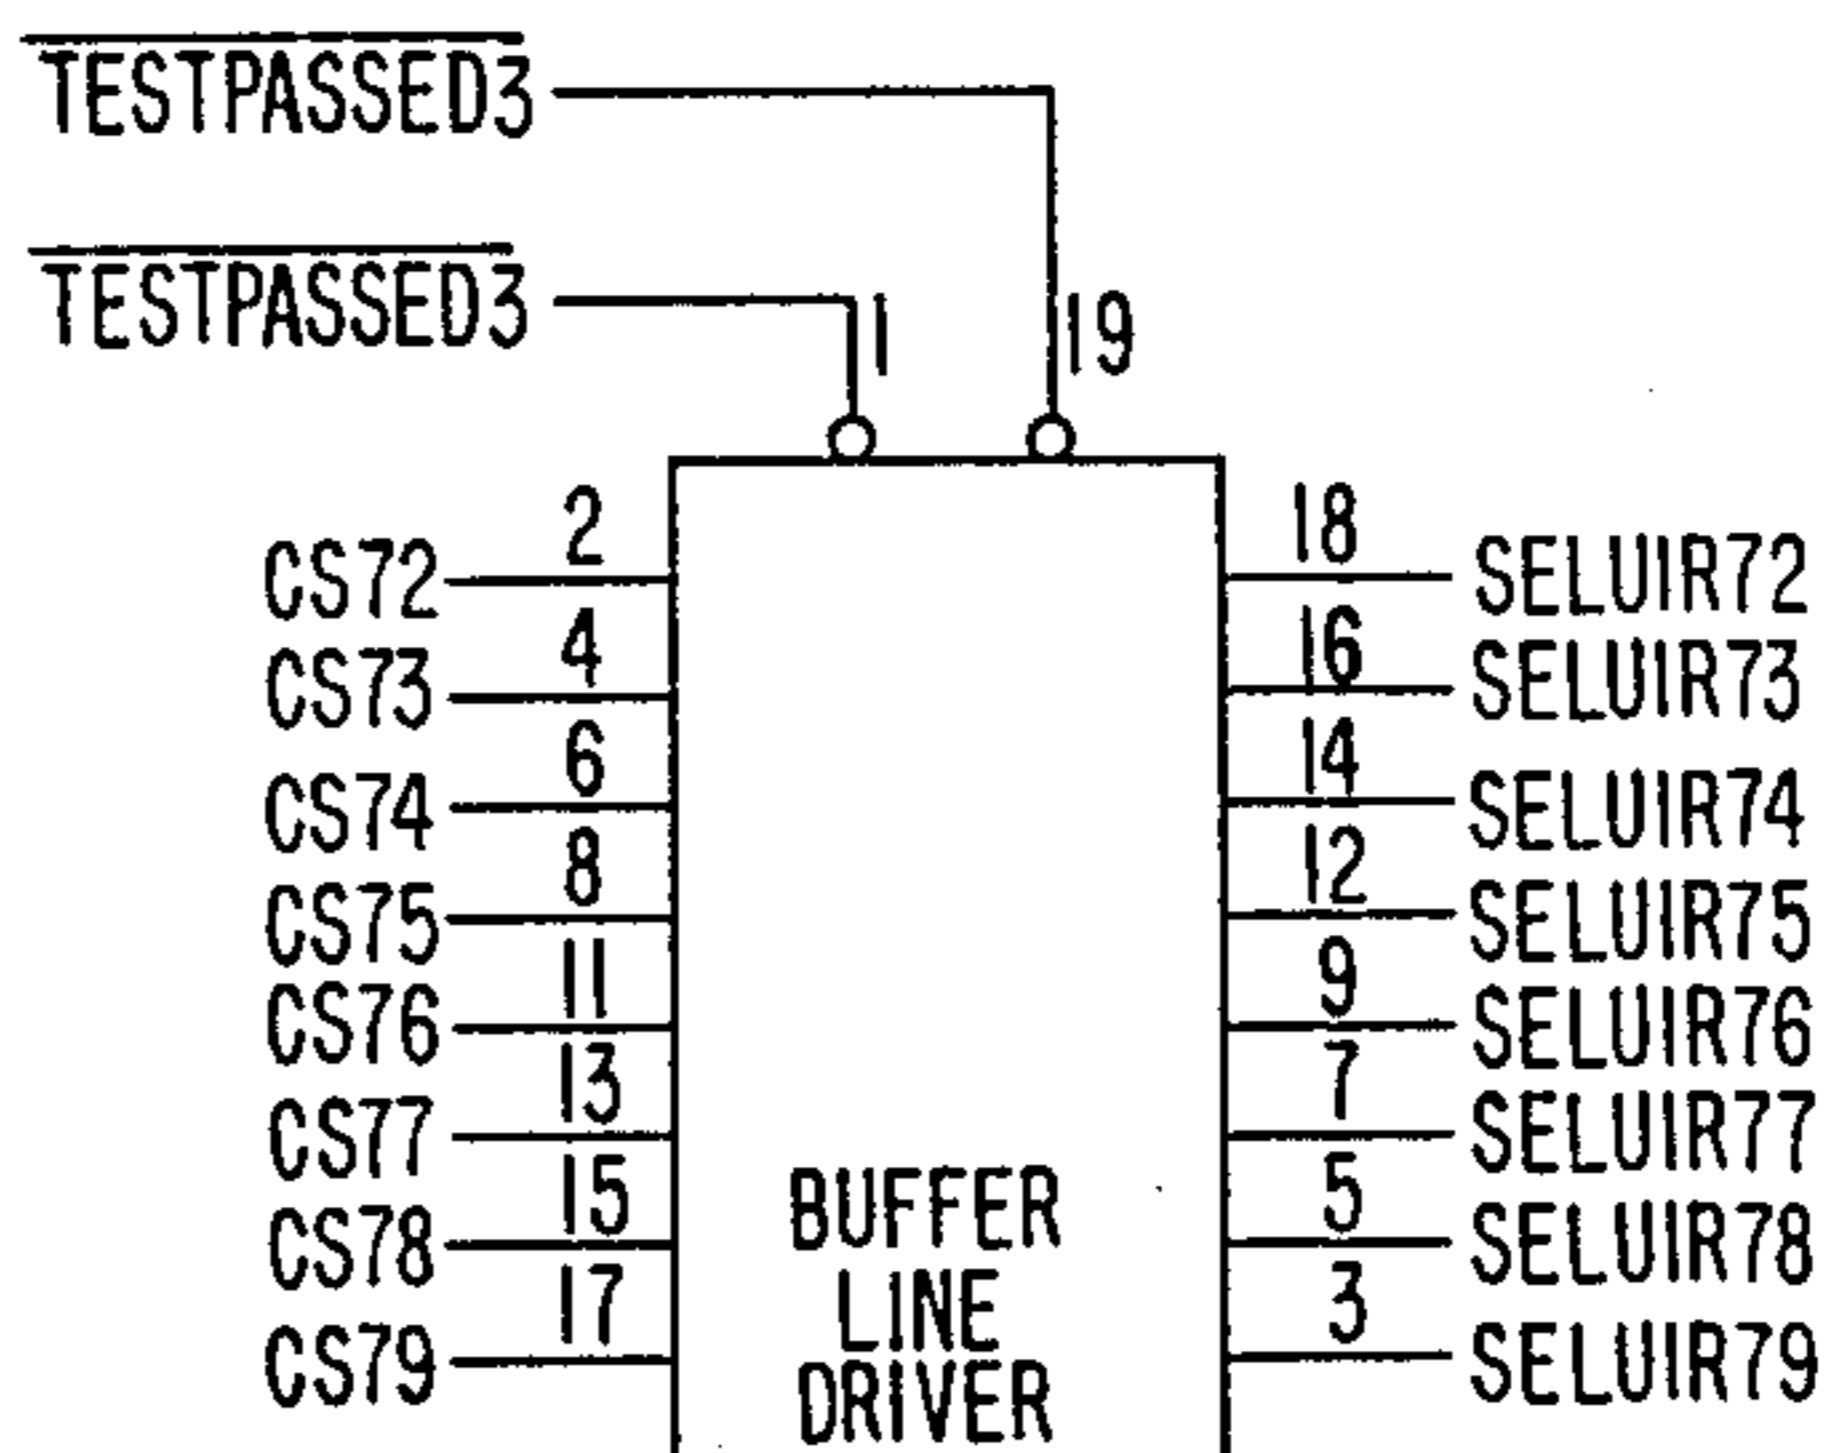 TESTPASSED3
TESTPASSED3
1
19
2
18
CS72
SELUIR72
4
16
CS73
SELUIR73
6
14
CS74
SELUIR74
8
12
CS75
SELUIR75
11
9
CS76
SELUIR76
13
7
CS77
SELUIR77
15
5
CS78
SELUIR78
17
3
CS79
SELUIR79
BUFFER
LINE
DRIVER